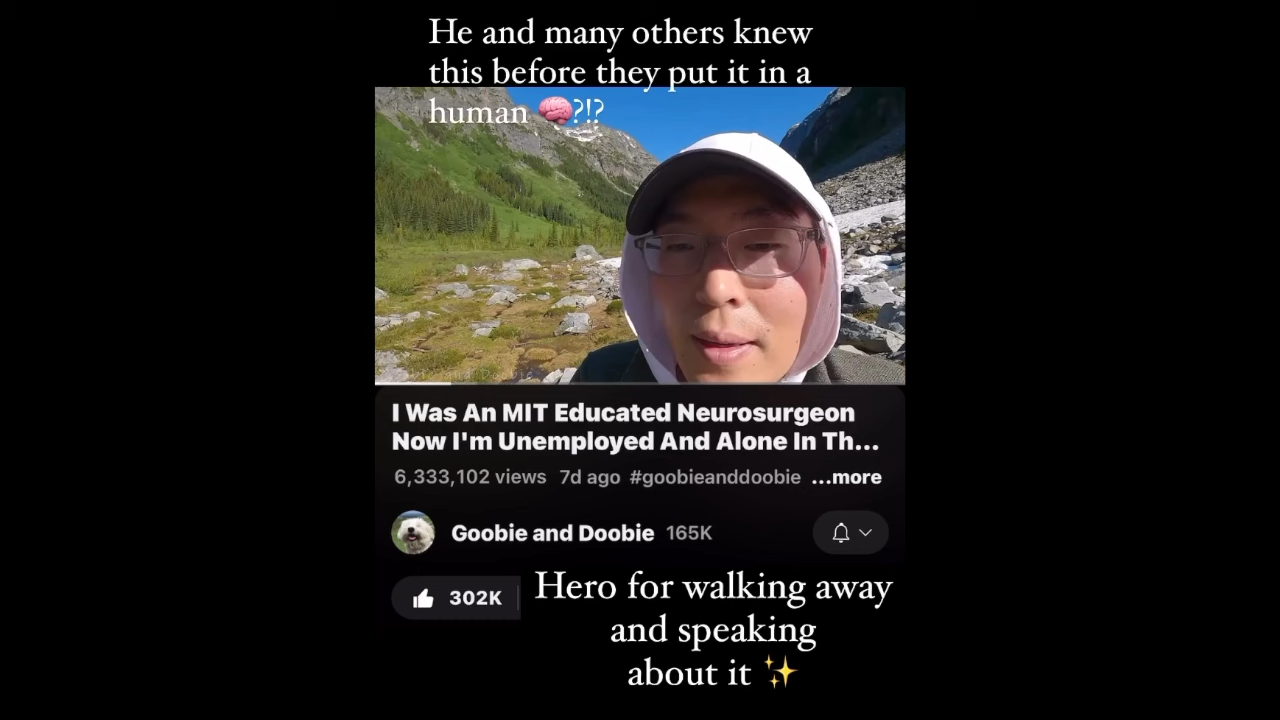 He and many others knew
this before they put it in a
human 🧠?!?
I Was An MIT Educated Neurosurgeon
Now I'm Unemployed And Alone In Th...
6,333,102 views 7d ago #goobieanddoobie ...more
Goobie and Doobie 165K
302K
Hero for walking away
and speaking
about it ✨